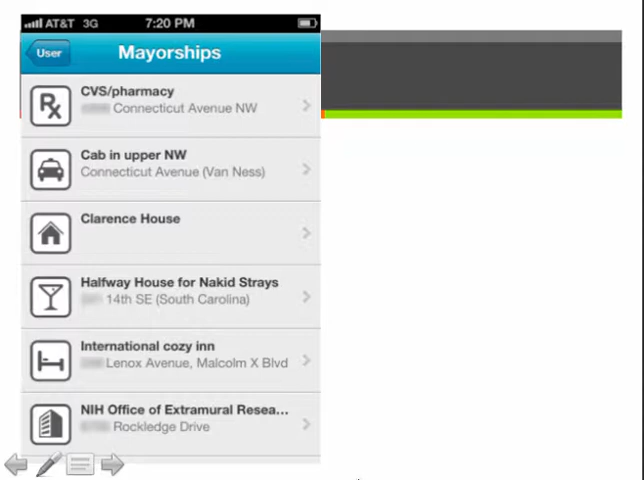 AT&T 3G 7:20 PM
User Mayorships
CVS/pharmacy
Connecticut Avenue NW
Cab in upper NW
Connecticut Avenue (Van Ness)
Clarence House
Halfway House for Nakid Strays
14th SE (South Carolina)
International cozy inn
Lenox Avenue, Malcolm X Blvd
NIH Office of Extramural Resea...
Rockledge Drive